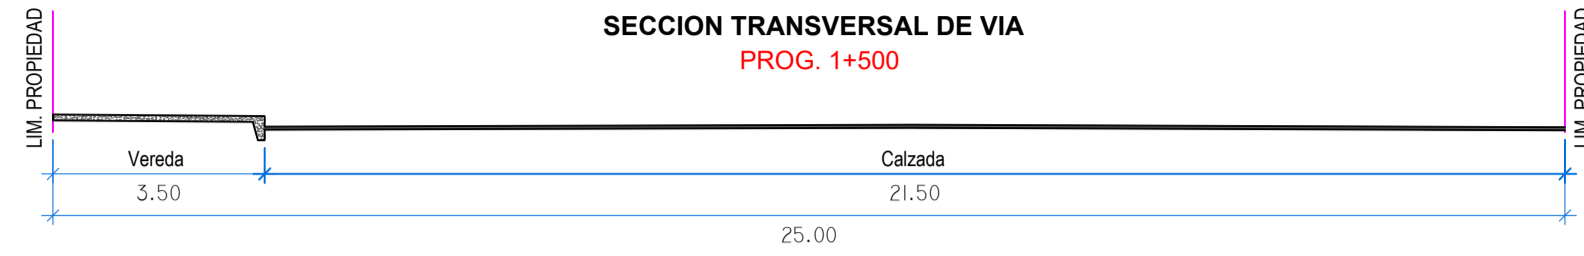 SECCION TRANSVERSAL DE VIA
PROG. 1+500
LIM. PROPIEDAD
LIM. PROPIEDAD
Vereda
Calzada
3.50
21.50
25.00